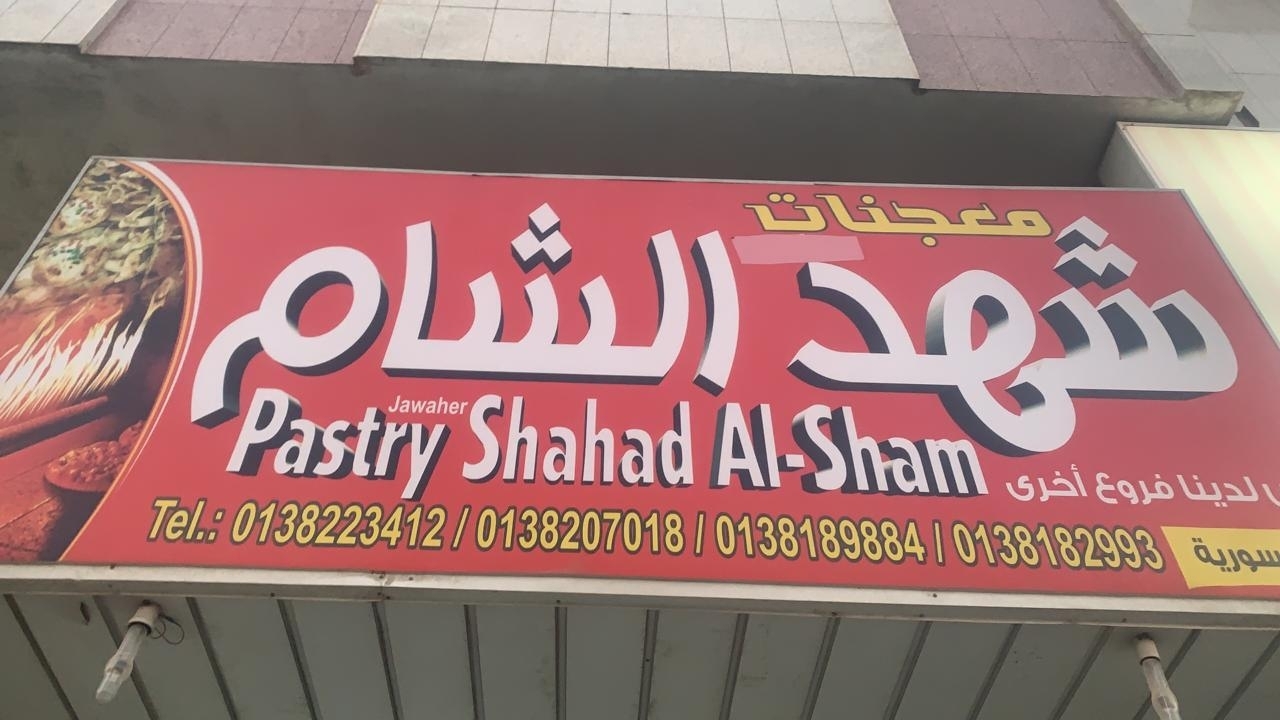 معجنات
شهد الشام
Jawaher
Pastry Shahad Al-Sham
لدينا فروع أخرى
Tel.: 0138223412 / 0138207018 / 0138189884 / 0138182993
سورية